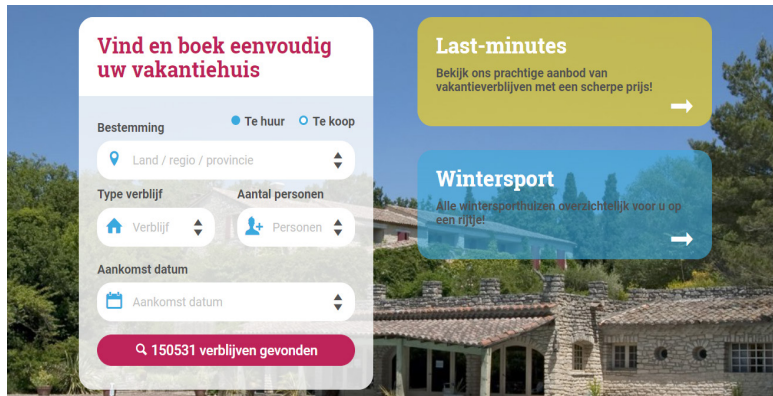 Vind en boek eenvoudig
uw vakantiehuis
Bestemming
Te huur
Te koop
Land / regio / provincie
Type verblijf
Aantal personen
Verblijf
Personen
Aankomst datum
Aankomst datum
150531 verblijven gevonden
Last-minutes
Bekijk ons prachtige aanbod van
vakantieverblijven met een scherpe prijs!
Wintersport
Alle wintersporthuizen overzichtelijk voor u op
een rijtje!